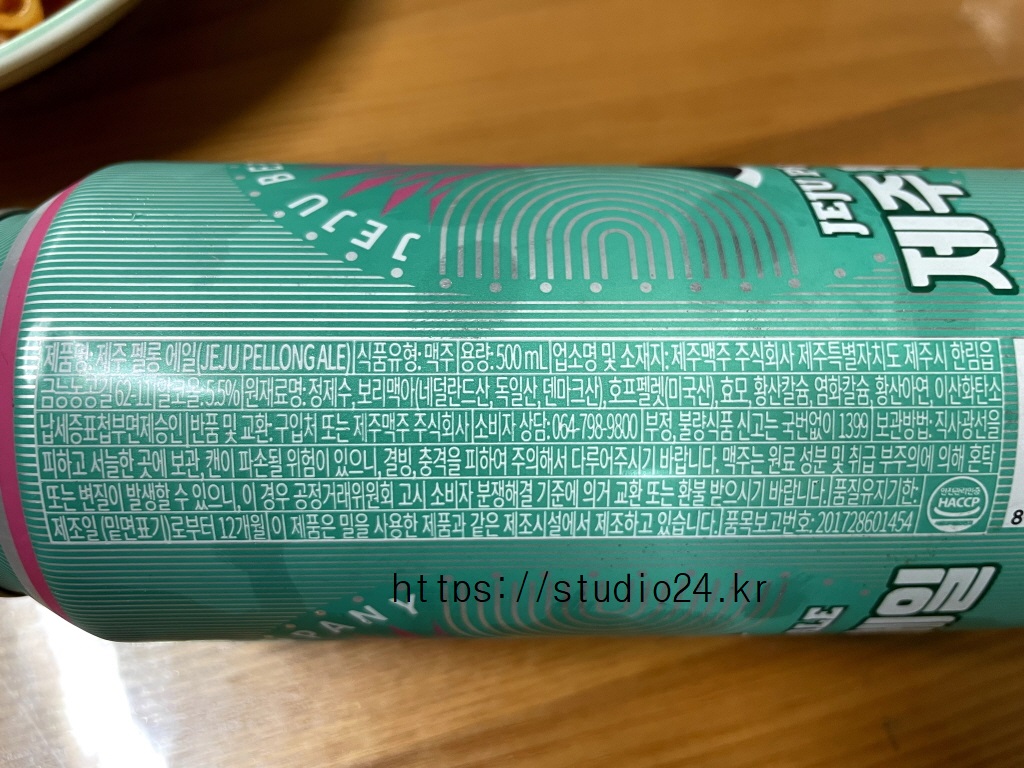 JEJU BEE
JEJU PE
제주
제품명: 제주 펠롱 에일(JEJU PELLONG ALE) 식품유형: 맥주 용량: 500 mL 업소명 및 소재지: 제주맥주 주식회사 제주특별자치도 제주시 한림읍
금능농공길 62-11 알코올: 5.5% 원재료명: 정제수, 보리맥아(네덜란드산, 독일산, 덴마크산), 호프펠렛(미국산), 효모, 황산칼슘, 염화칼슘, 황산아연, 이산화탄소
납세증표첩부면제승인 반품 및 교환: 구입처 또는 제주맥주 주식회사 소비자 상담: 064-798-9800 부정, 불량식품 신고는 국번없이 1399 보관방법: 직사광선을
피하고 서늘한 곳에 보관, 캔이 파손될 위험이 있으니, 결빙, 충격을 피하여 주의해서 다루어주시기 바랍니다. 맥주는 원료 성분 및 취급 부주의에 의해 혼탁
또는 변질이 발생할 수 있으니, 이 경우 공정거래위원회 고시 소비자 분쟁해결 기준에 의거 교환 또는 환불 받으시기 바랍니다. 품질유지기한:
제조일 (밑면표기)로부터 12개월 이 제품은 밀을 사용한 제품과 같은 제조시설에서 제조하고 있습니다. 품목보고번호: 201728601454
안전관리인증
HACCP
8
https://studio24.kr
PANY
ALE
에일